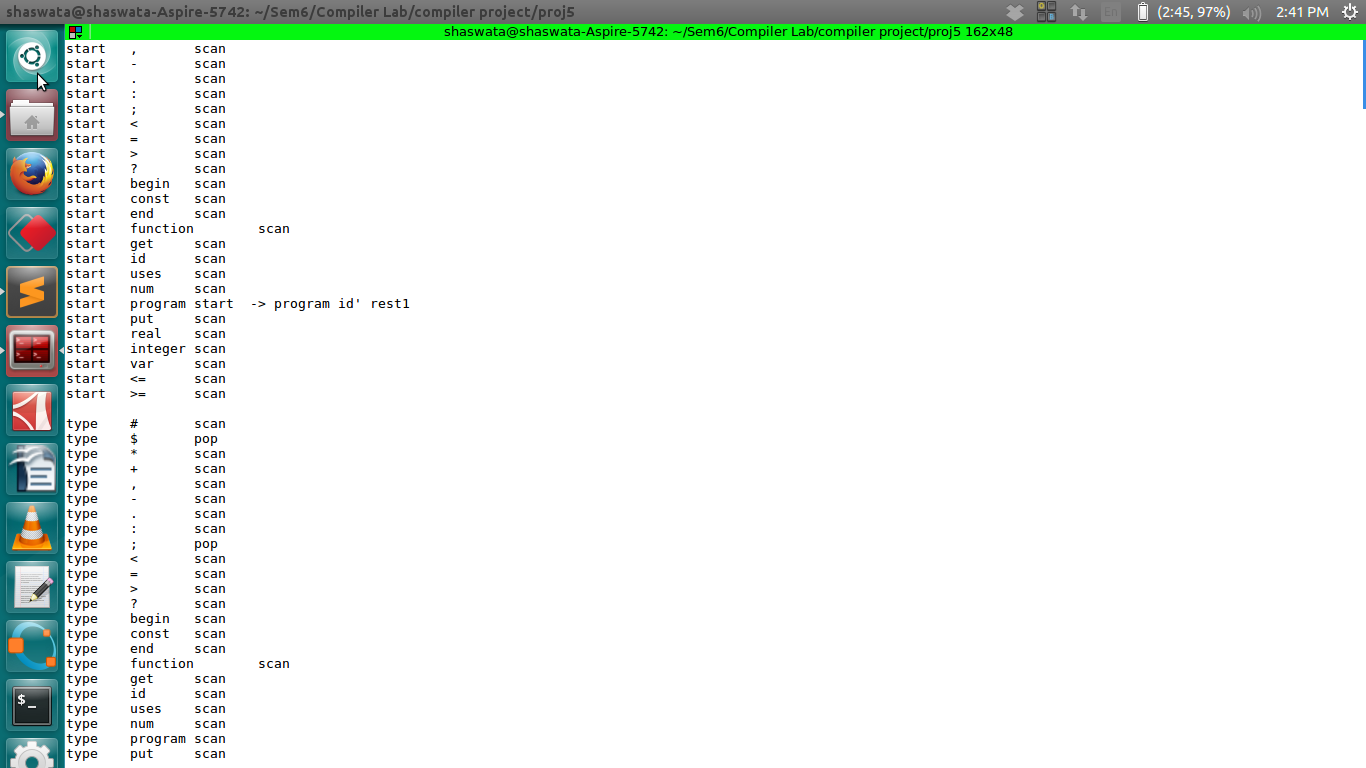 shaswata@shaswata-Aspire-5742: ~/Sem6/Compiler Lab/compiler project/proj5 En (2:45, 97%) 2:41 PM
shaswata@shaswata-Aspire-5742: ~/Sem6/Compiler Lab/compiler project/proj5 162x48
start , scan
start - scan
start . scan
start : scan
start ; scan
start < scan
start = scan
start > scan
start ? scan
start begin scan
start const scan
start end scan
start function scan
start get scan
start id scan
start uses scan
start num scan
start program start -> program id' rest1
start put scan
start real scan
start integer scan
start var scan
start <= scan
start >= scan
type # scan
type $ pop
type * scan
type + scan
type , scan
type - scan
type . scan
type : scan
type ; pop
type < scan
type = scan
type > scan
type ? scan
type begin scan
type const scan
type end scan
type function scan
type get scan
type id scan
type uses scan
type num scan
type program scan
type put scan
$ _